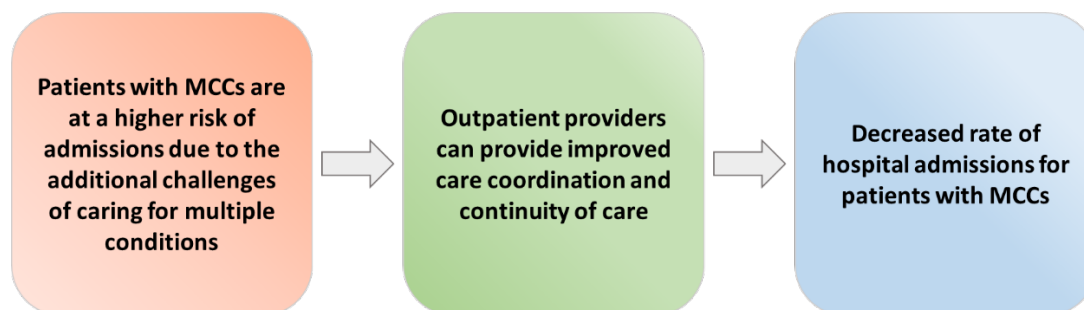 Patients with MCCs are
at a higher risk of
admissions due to the
additional challenges
of caring for multiple
conditions
Outpatient providers
can provide improved
care coordination and
continuity of care
Decreased rate of
hospital admissions for
patients with MCCs